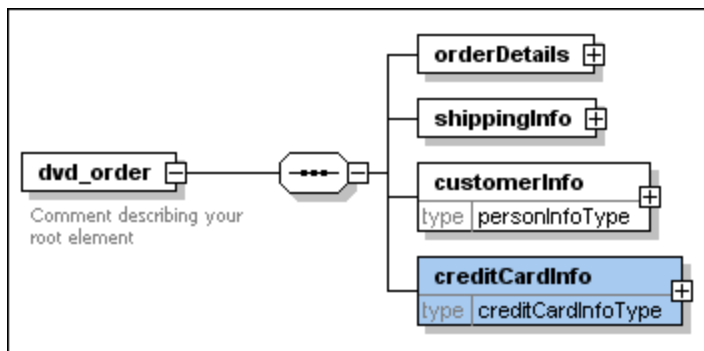 orderDetails
shippingInfo
dvd_order
Comment describing your
root element
customerInfo
type personInfoType
creditCardInfo
type creditCardInfoType